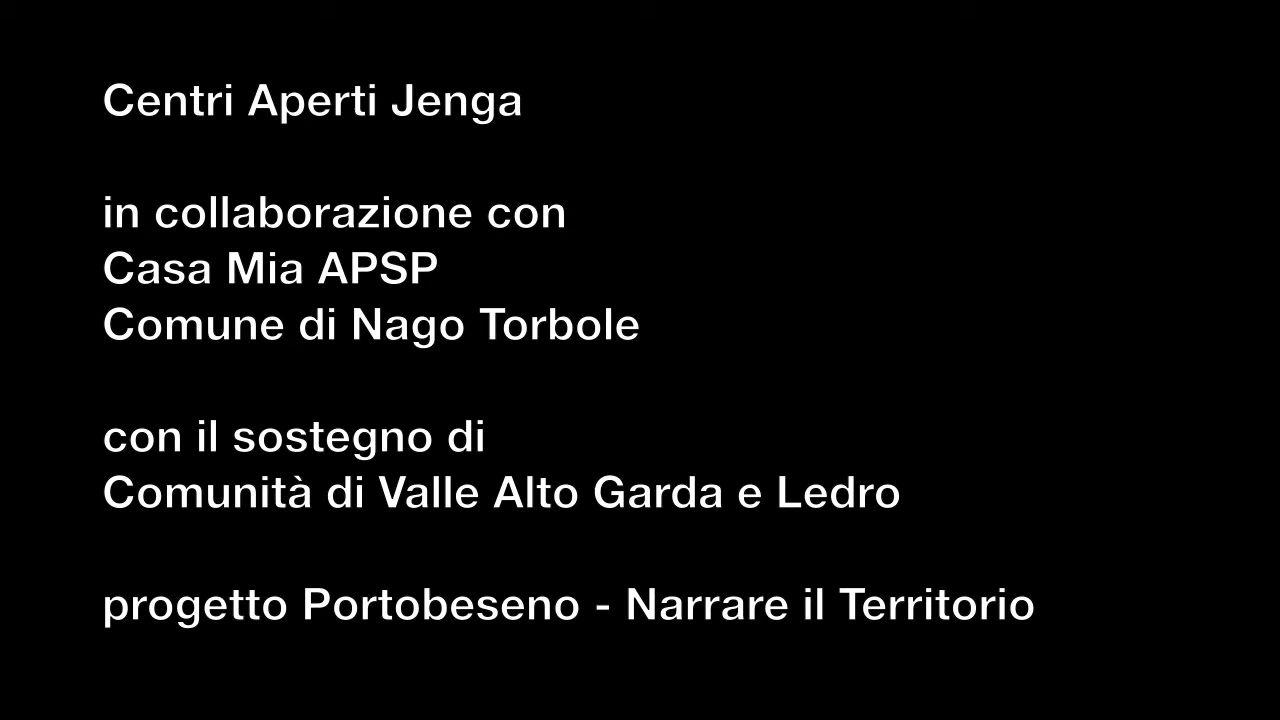 Centri Aperti Jenga
in collaborazione con
Casa Mia APSP
Comune di Nago Torbole
con il sostegno di
Comunità di Valle Alto Garda e Ledro
progetto Portobeseno - Narrare il Territorio